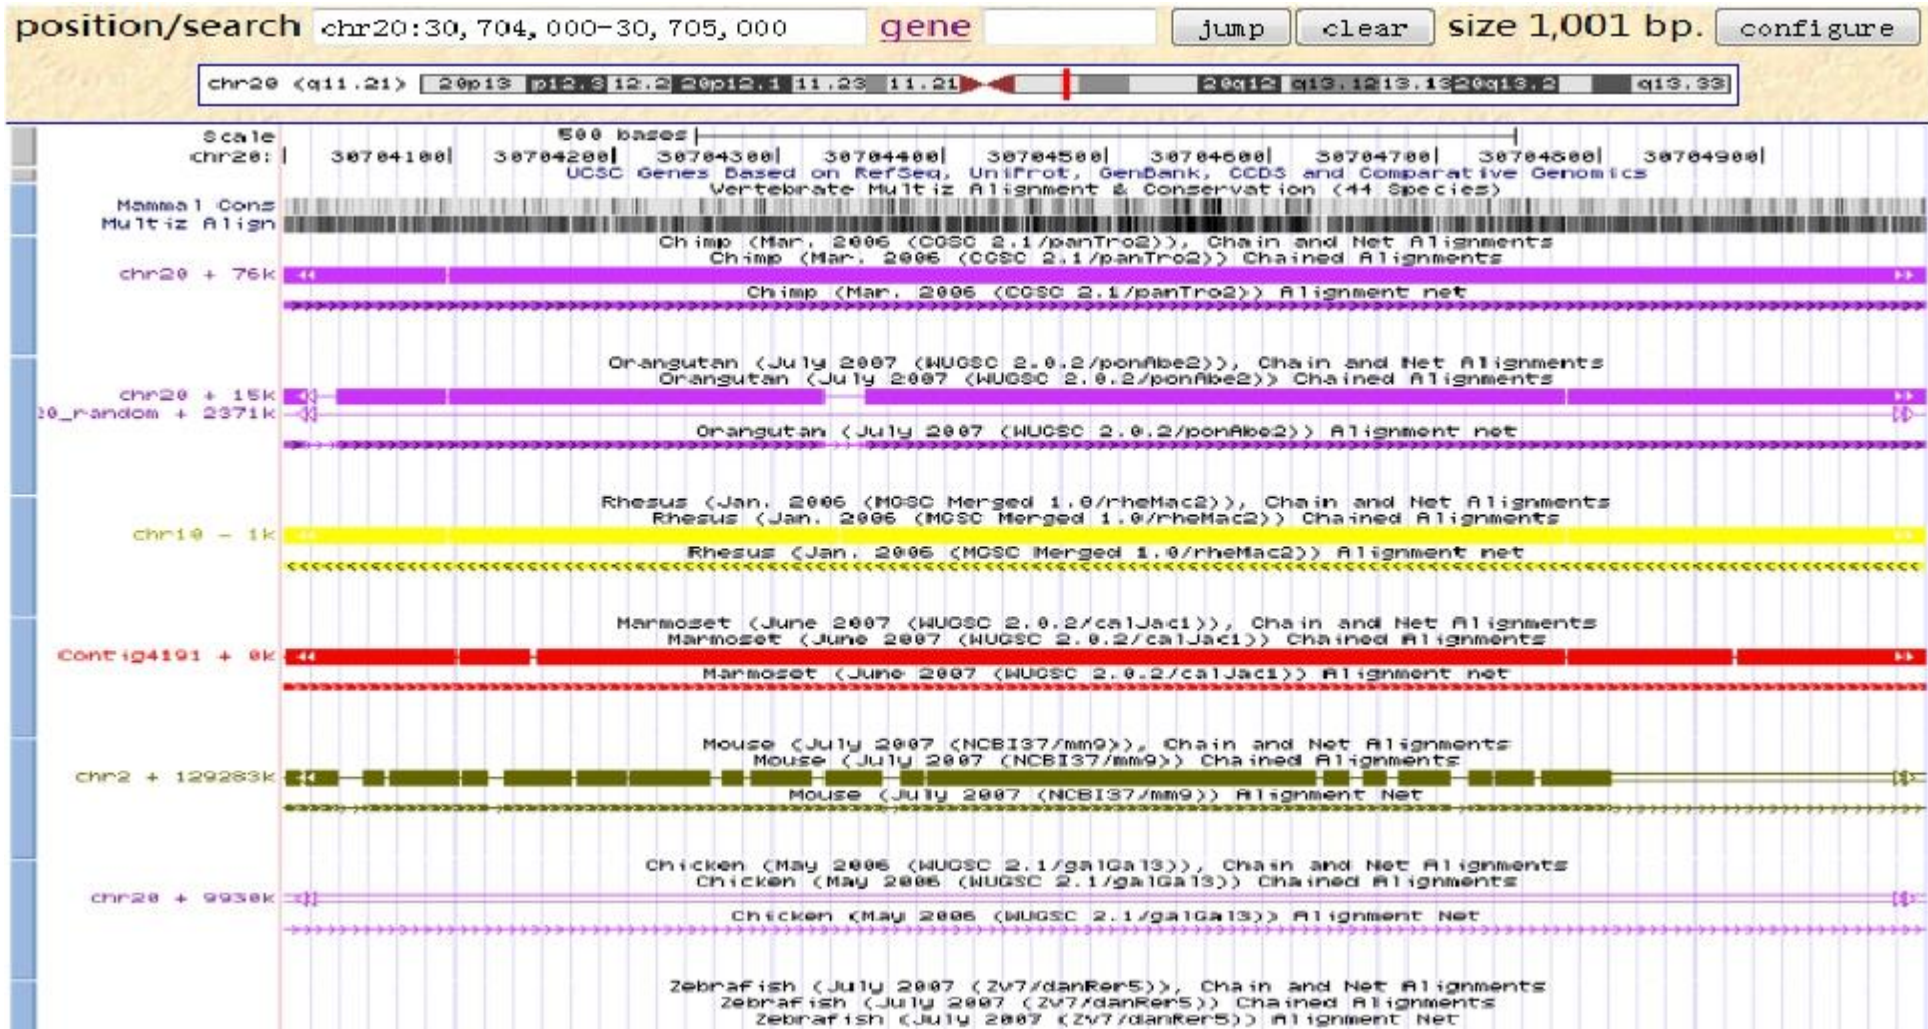 position/search chr20:30,704,000-30,705,000 gene jump clear size 1,001 bp. configure
chr20 (q11.21) 20p13 p12.3 12.2 20p12.1 11.23 11.21 20q12 q13.12 13.13 20q13.2 q13.33
Scale 500 bases
chr20: 30704100 30704200 30704300 30704400 30704500 30704600 30704700 30704800 30704900
UCSC Genes Based on RefSeq, UniProt, GenBank, CCDS and Comparative Genomics
Vertebrate Multiz Alignment & Conservation (44 Species)
Mammal Cons
Multiz Align
Chimp (Mar. 2006 (CGSC 2.1/panTro2)), Chain and Net Alignments
Chimp (Mar. 2006 (CGSC 2.1/panTro2)) Chained Alignments
chr20 + 76k
Chimp (Mar. 2006 (CGSC 2.1/panTro2)) Alignment net
Orangutan (July 2007 (WUGSC 2.0.2/ponAbe2)), Chain and Net Alignments
Orangutan (July 2007 (WUGSC 2.0.2/ponAbe2)) Chained Alignments
chr20 + 15k
20_random + 2371k
Orangutan (July 2007 (WUGSC 2.0.2/ponAbe2)) Alignment net
Rhesus (Jan. 2006 (MGSC Merged 1.0/rheMac2)), Chain and Net Alignments
Rhesus (Jan. 2006 (MGSC Merged 1.0/rheMac2)) Chained Alignments
chr10 - 1k
Rhesus (Jan. 2006 (MGSC Merged 1.0/rheMac2)) Alignment net
Marmoset (June 2007 (WUGSC 2.0.2/calJac1)), Chain and Net Alignments
Marmoset (June 2007 (WUGSC 2.0.2/calJac1)) Chained Alignments
Contig4191 + 0k
Marmoset (June 2007 (WUGSC 2.0.2/calJac1)) Alignment net
Mouse (July 2007 (NCBI37/mm9)), Chain and Net Alignments
Mouse (July 2007 (NCBI37/mm9)) Chained Alignments
chr2 + 129283k
Mouse (July 2007 (NCBI37/mm9)) Alignment Net
Chicken (May 2006 (WUGSC 2.1/galGal3)), Chain and Net Alignments
Chicken (May 2006 (WUGSC 2.1/galGal3)) Chained Alignments
chr20 + 9930k
Chicken (May 2006 (WUGSC 2.1/galGal3)) Alignment Net
Zebrafish (July 2007 (Zv7/danRer5)), Chain and Net Alignments
Zebrafish (July 2007 (Zv7/danRer5)) Chained Alignments
Zebrafish (July 2007 (Zv7/danRer5)) Alignment Net